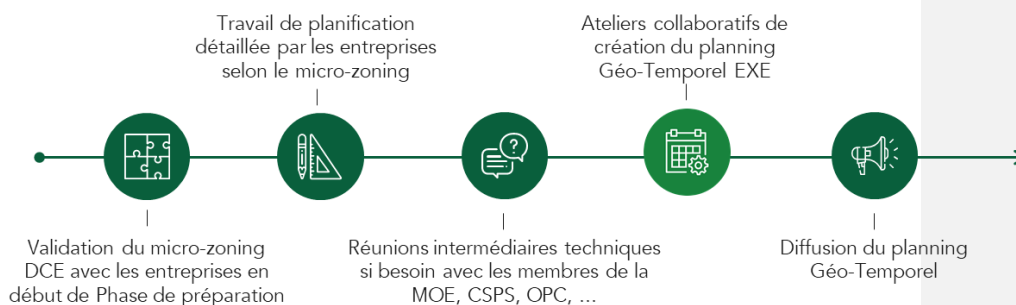 Travail de planification
détaillée par les entreprises
selon le micro-zoning
Ateliers collaboratifs de
création du planning
Géo-Temporel EXE
?
Validation du micro-zoning
DCE avec les entreprises en
début de Phase de préparation
Réunions intermédiaires techniques
si besoin avec les membres de la
MOE, CSPS, OPC, ...
Diffusion du planning
Géo-Temporel